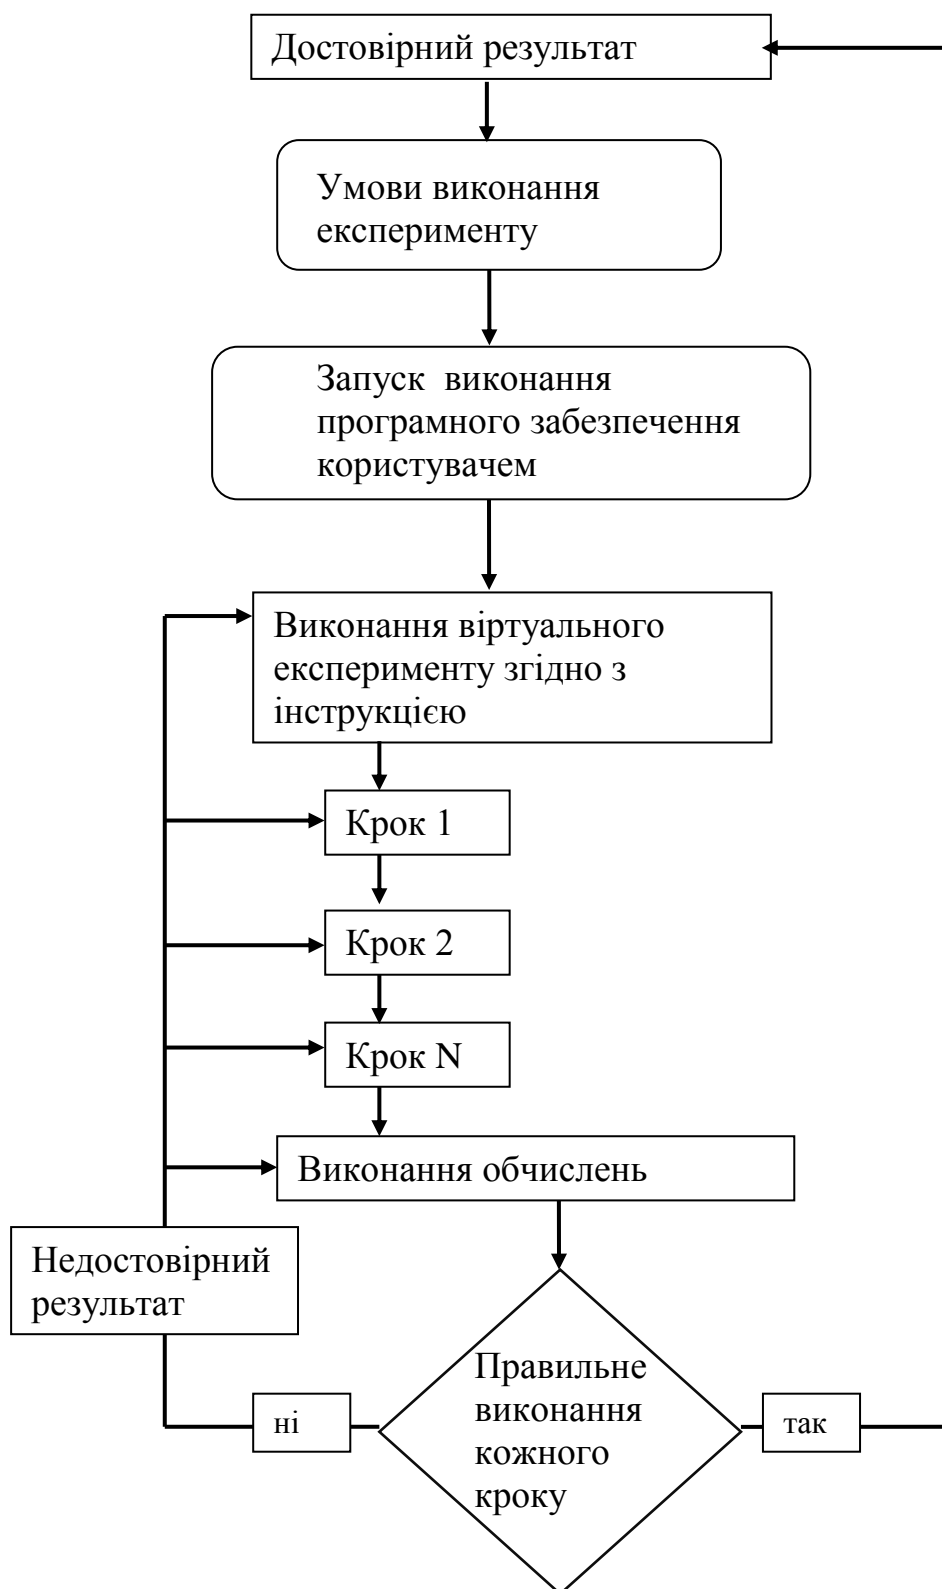 Достовірний результат
Умови виконання
експерименту
Запуск виконання
програмного забезпечення
користувачем
Виконання віртуального
експерименту згідно з
інструкцією
Крок 1
Крок 2
Крок N
Виконання обчислень
Недостовірний
результат
Правильне
виконання
кожного
кроку
ні
так